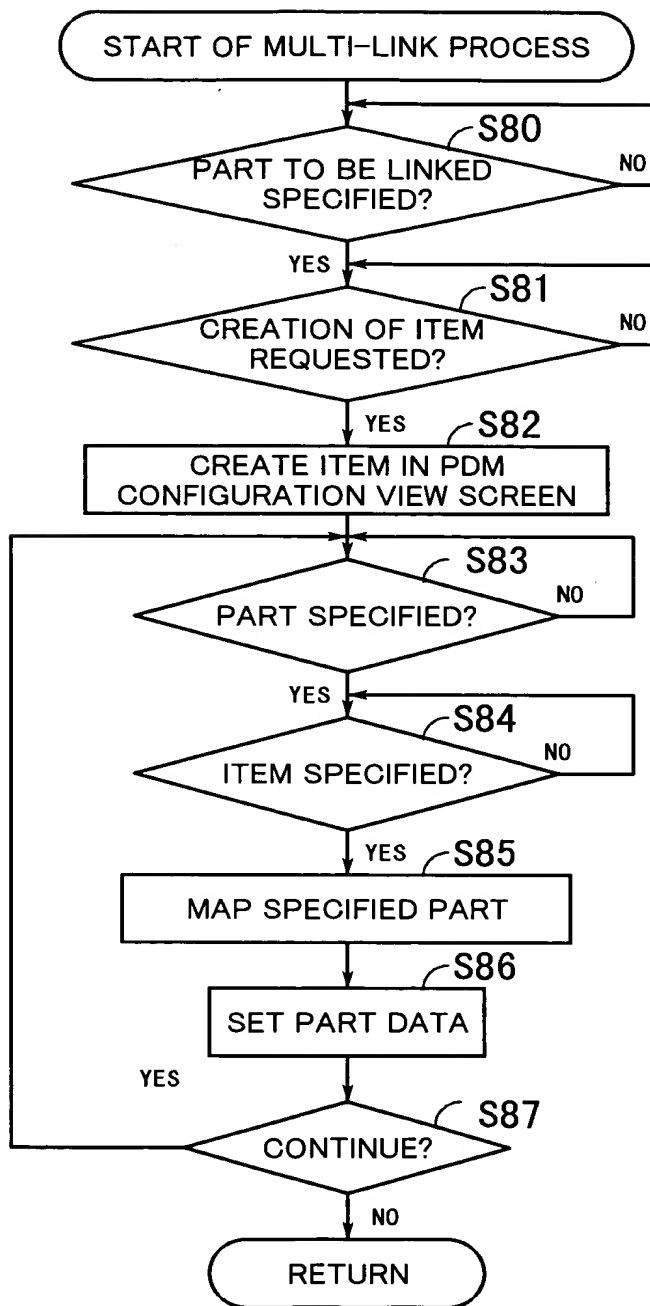 START OF MULTI-LINK PROCESS
S80
PART TO BE LINKED
SPECIFIED?
NO
YES
S81
CREATION OF ITEM
REQUESTED?
NO
YES
S82
CREATE ITEM IN PDM
CONFIGURATION VIEW SCREEN
S83
PART SPECIFIED?
NO
YES
S84
ITEM SPECIFIED?
NO
YES
S85
MAP SPECIFIED PART
S86
SET PART DATA
YES
S87
CONTINUE?
NO
RETURN